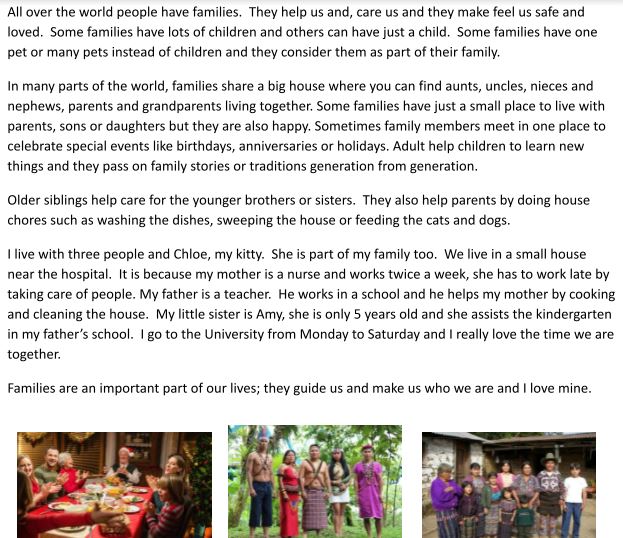 All over the world people have families.  They help us and, care us and they make feel us safe and
loved.  Some families have lots of children and others can have just a child.  Some families have one
pet or many pets instead of children and they consider them as part of their family.
In many parts of the world, families share a big house where you can find aunts, uncles, nieces and
nephews, parents and grandparents living together. Some families have just a small place to live with
parents, sons or daughters but they are also happy. Sometimes family members meet in one place to
celebrate special events like birthdays, anniversaries or holidays. Adult help children to learn new
things and they pass on family stories or traditions generation from generation.
Older siblings help care for the younger brothers or sisters.  They also help parents by doing house
chores such as washing the dishes, sweeping the house or feeding the cats and dogs.
I live with three people and Chloe, my kitty.  She is part of my family too.  We live in a small house
near the hospital.  It is because my mother is a nurse and works twice a week, she has to work late by
taking care of people. My father is a teacher.  He works in a school and he helps my mother by cooking
and cleaning the house.  My little sister is Amy, she is only 5 years old and she assists the kindergarten
in my father’s school.  I go to the University from Monday to Saturday and I really love the time we are
together.
Families are an important part of our lives; they guide us and make us who we are and I love mine.